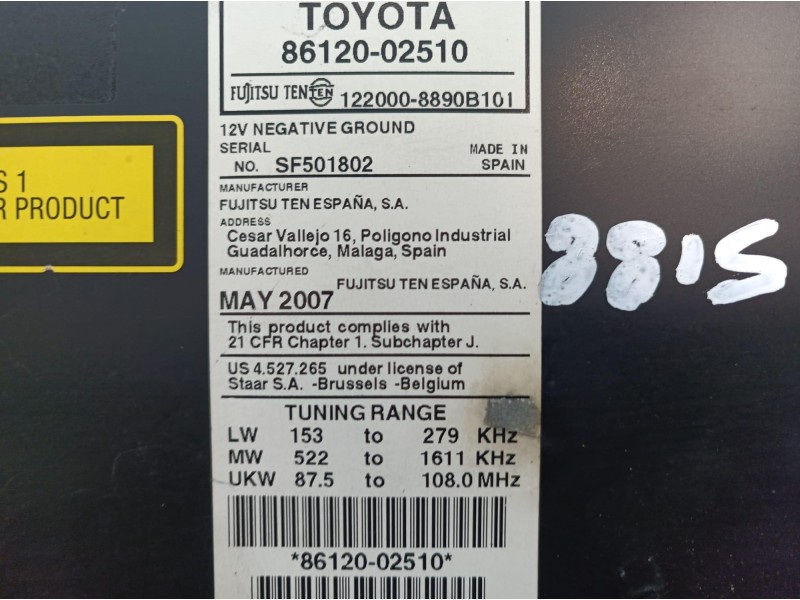 TOYOTA
86120-02510
FUJITSU TEN TEN 122000-8890B101
12V NEGATIVE GROUND
SERIAL
NO. SF501802
MADE IN
SPAIN
MANUFACTURER
FUJITSU TEN ESPAÑA, S.A.
ADDRESS
Cesar Vallejo 16, Poligono Industrial
Guadalhorce, Malaga, Spain
MANUFACTURED
FUJITSU TEN ESPAÑA, S.A.
MAY 2007
This product complies with
21 CFR Chapter 1. Subchapter J.
US 4.527.265 under license of
Staar S.A. -Brussels -Belgium
TUNING RANGE
LW 153 to 279 KHz
MW 522 to 1611 KHz
UKW 87.5 to 108.0 MHz
*86120-02510*
S 1
R PRODUCT